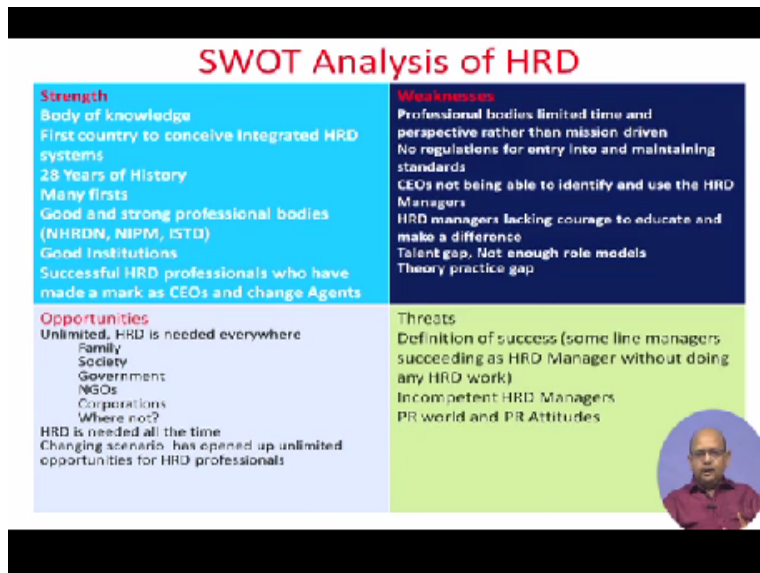 SWOT Analysis of HRD
Strength
Body of knowledge
First country to conceive Integrated HRD
systems
28 Years of History
Many firsts
Good and strong professional bodies
(NHRDN, NIPM, ISTD)
Good Institutions
Successful HRD professionals who have
made a mark as CEOs and change Agents
Weaknesses
Professional bodies limited time and
perspective rather than mission driven
No regulations for entry into and maintaining
standards
CEOs not being able to identify and use the HRD
Managers
HRD managers lacking courage to educate and
make a difference
Talent gap, Not enough role models
Theory practice gap
Opportunities
Unlimited, HRD is needed everywhere
Family
Society
Government
NGOs
Corporations
Where not?
HRD is needed all the time
Changing scenario has opened up unlimited
opportunities for HRD professionals
Threats
Definition of success (some line managers
succeeding as HRD Manager without doing
any HRD work)
Incompetent HRD Managers
PR world and PR Attitudes